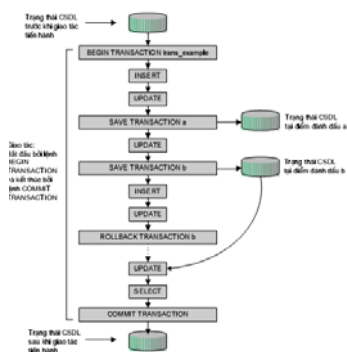 Trạng thái CSDL
trước khi giao tác
tiến hành
BEGIN TRANSACTION trans_example
INSERT
UPDATE
SAVE TRANSACTION a
Trạng thái CSDL
tại điểm đánh dấu a
UPDATE
SAVE TRANSACTION b
Trạng thái CSDL
tại điểm đánh dấu b
Giao tác:
Bắt đầu bởi lệnh
BEGIN
TRANSACTION
và kết thúc bởi
lệnh COMMIT
TRANSACTION
INSERT
UPDATE
ROLLBACK TRANSACTION b
UPDATE
SELECT
COMMIT TRANSACTION
Trạng thái CSDL
sau khi giao tác
tiến hành